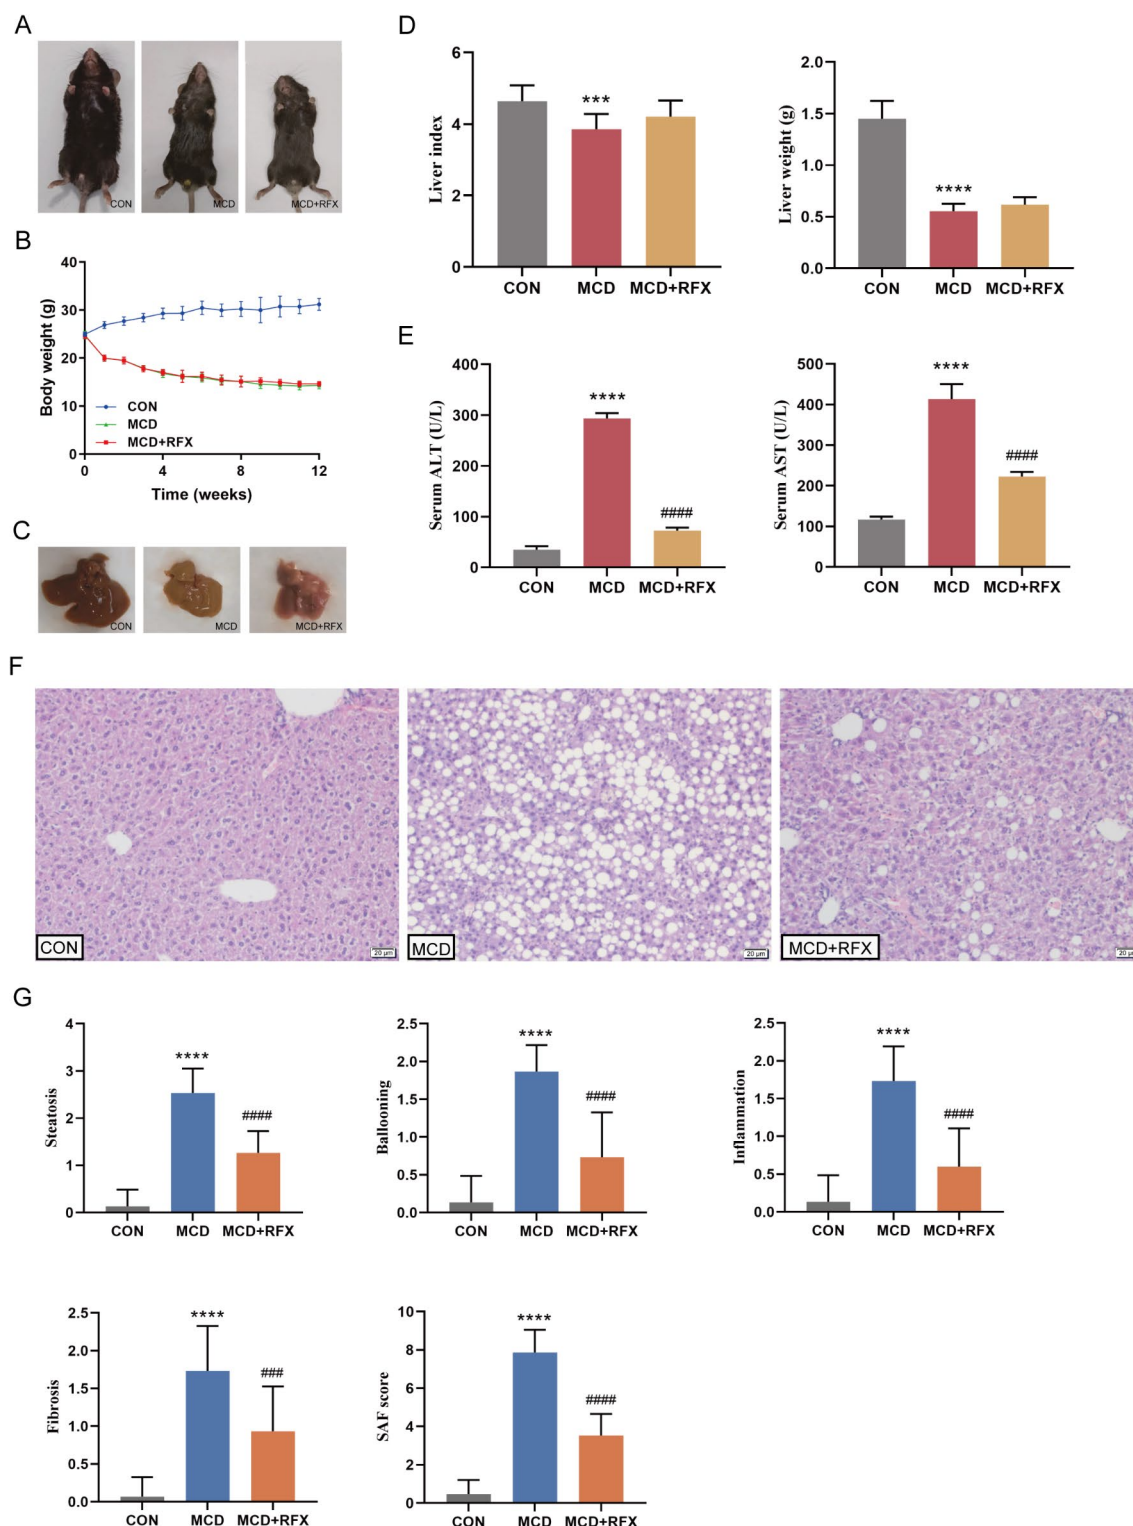 A
CON
MCD
MCD+RFX
B
Body weight (g)
40
30
20
10
0
CON
MCD
MCD+RFX
0 4 8 12
Time (weeks)
C
CON
MCD
MCD+RFX
D
Liver index
6
4
2
0
***
CON MCD MCD+RFX
Liver weight (g)
2.0
1.5
1.0
0.5
0.0
****
CON MCD MCD+RFX
E
Serum ALT (U/L)
400
300
200
100
0
****
####
CON MCD MCD+RFX
Serum AST (U/L)
500
400
300
200
100
0
****
####
CON MCD MCD+RFX
F
CON
20 μm
MCD
20 μm
MCD+RFX
20 μm
G
Steatosis
4
3
2
1
0
****
####
CON MCD MCD+RFX
Ballooning
2.5
2.0
1.5
1.0
0.5
0.0
****
####
CON MCD MCD+RFX
Inflammation
2.5
2.0
1.5
1.0
0.5
0.0
****
####
CON MCD MCD+RFX
Fibrosis
2.5
2.0
1.5
1.0
0.5
0.0
****
###
CON MCD MCD+RFX
SAF score
10
8
6
4
2
0
****
####
CON MCD MCD+RFX